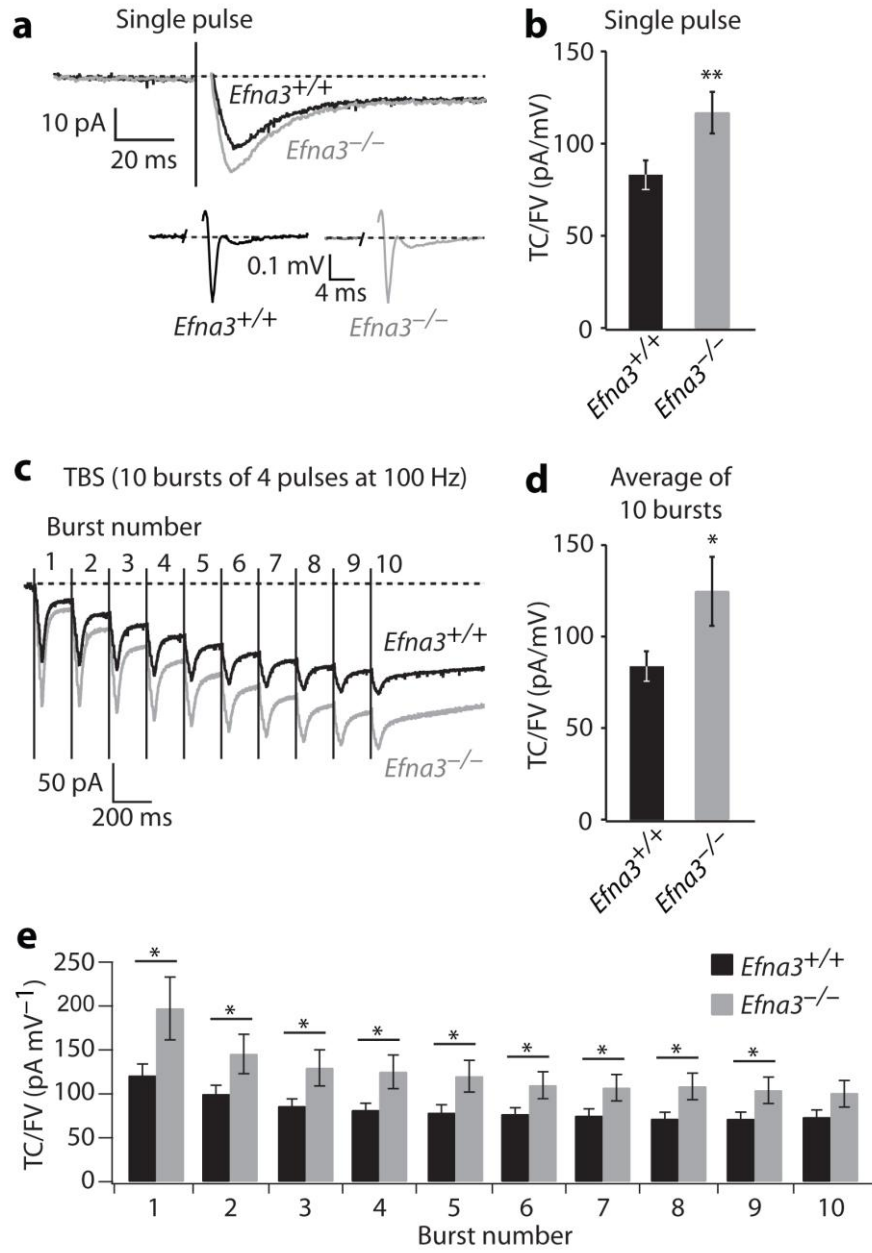 a
Single pulse
Efna3+/+
Efna3−/−
10 pA
20 ms
0.1 mV
4 ms
Efna3+/+
Efna3−/−
b
Single pulse
**
TC/FV (pA/mV)
150
100
50
0
Efna3+/+
Efna3−/−
c
TBS (10 bursts of 4 pulses at 100 Hz)
Burst number
1 2 3 4 5 6 7 8 9 10
Efna3+/+
Efna3−/−
50 pA
200 ms
d
Average of
10 bursts
*
TC/FV (pA/mV)
150
100
50
0
Efna3+/+
Efna3−/−
e
Efna3+/+
Efna3−/−
TC/FV (pA mV−1)
250
200
150
100
50
0
* * * * * * * * *
1 2 3 4 5 6 7 8 9 10
Burst number